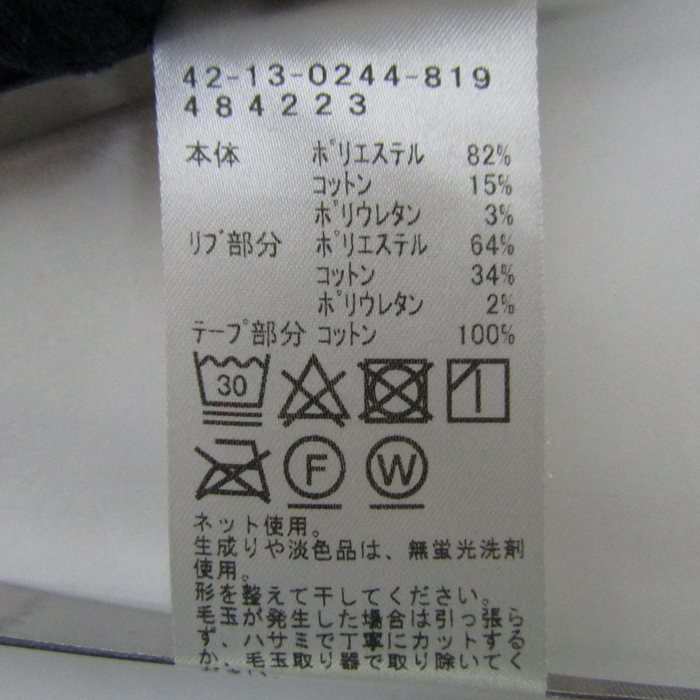 42-13-0244-819
484223
本体 ポリエステル 82%
コットン 15%
ポリウレタン 3%
リブ部分 ポリエステル 64%
コットン 34%
ポリウレタン 2%
テープ部分 コットン 100%
30
F W
ネット使用。
生成りや淡色品は、無蛍光洗剤
使用。
形を整えて干してください。
毛玉が発生した場合は引っ張ら
ず、ハサミで丁寧にカットする
か、毛玉取り器で取り除いてく